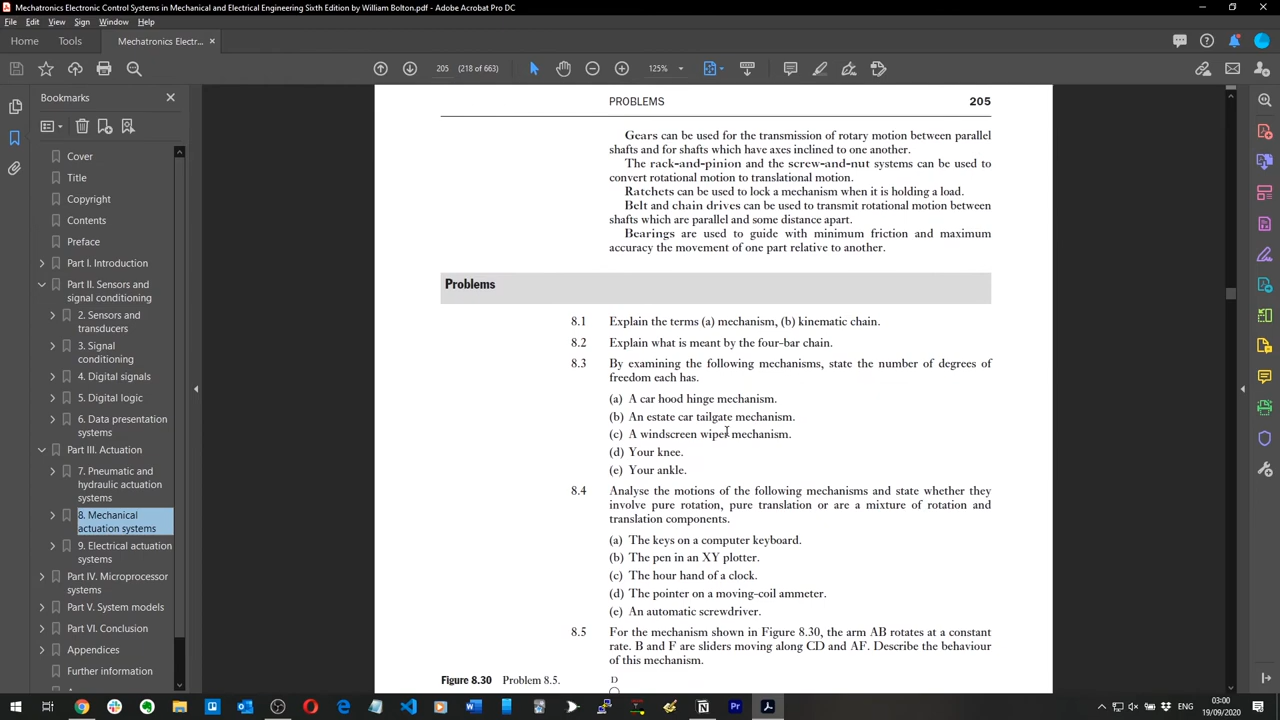 Mechatronics Electronic Control Systems in Mechanical and Electrical Engineering Sixth Edition by William Bolton.pdf - Adobe Acrobat Pro DC
File Edit View Sign Window Help
Home Tools Mechatronics Electr... ×
205 (218 of 663) 125%
Bookmarks
Cover
Title
Copyright
Contents
Preface
Part I. Introduction
Part II. Sensors and
signal conditioning
2. Sensors and
transducers
3. Signal
conditioning
4. Digital signals
5. Digital logic
6. Data presentation
systems
Part III. Actuation
7. Pneumatic and
hydraulic actuation
systems
8. Mechanical
actuation systems
9. Electrical actuation
systems
Part IV. Microprocessor
systems
Part V. System models
Part VI. Conclusion
Appendices
Further information
PROBLEMS 205
Gears can be used for the transmission of rotary motion between parallel
shafts and for shafts which have axes inclined to one another.
The rack-and-pinion and the screw-and-nut systems can be used to
convert rotational motion to translational motion.
Ratchets can be used to lock a mechanism when it is holding a load.
Belt and chain drives can be used to transmit rotational motion between
shafts which are parallel and some distance apart.
Bearings are used to guide with minimum friction and maximum
accuracy the movement of one part relative to another.
Problems
8.1 Explain the terms (a) mechanism, (b) kinematic chain.
8.2 Explain what is meant by the four-bar chain.
8.3 By examining the following mechanisms, state the number of degrees of
freedom each has.
(a) A car hood hinge mechanism.
(b) An estate car tailgate mechanism.
(c) A windscreen wiper mechanism.
(d) Your knee.
(e) Your ankle.
8.4 Analyse the motions of the following mechanisms and state whether they
involve pure rotation, pure translation or are a mixture of rotation and
translation components.
(a) The keys on a computer keyboard.
(b) The pen in an XY plotter.
(c) The hour hand of a clock.
(d) The pointer on a moving-coil ammeter.
(e) An automatic screwdriver.
8.5 For the mechanism shown in Figure 8.30, the arm AB rotates at a constant
rate. B and F are sliders moving along CD and AF. Describe the behaviour
of this mechanism.
Figure 8.30 Problem 8.5.
D
03:00
19/09/2020